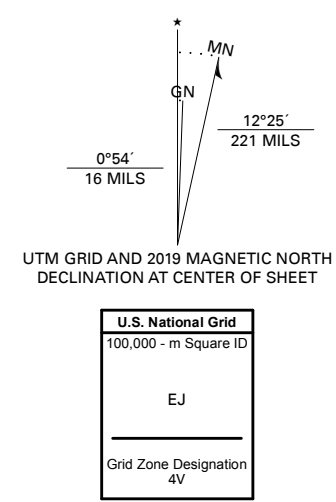 ★
MN
GN
12°25´
221 MILS
0°54´
16 MILS
UTM GRID AND 2019 MAGNETIC NORTH
DECLINATION AT CENTER OF SHEET
U.S. National Grid
100,000 - m Square ID
EJ
Grid Zone Designation
4V